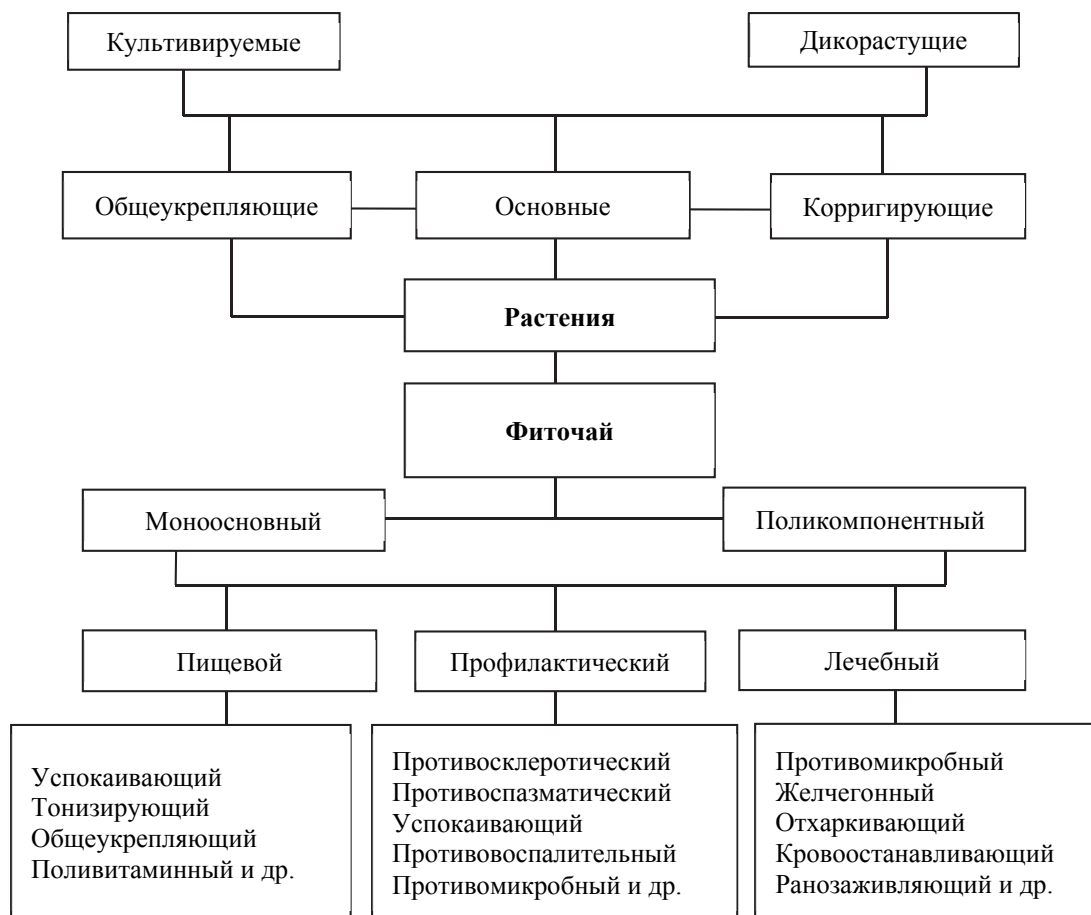 Культивируемые
Дикорастущие
Общеукрепляющие
Основные
Корригирующие
Растения
Фиточай
Моноосновный
Поликомпонентный
Пищевой
Профилактический
Лечебный
Успокаивающий
Тонизирующий
Общеукрепляющий
Поливитаминный и др.
Противосклеротический
Противоспазматический
Успокаивающий
Противовоспалительный
Противомикробный и др.
Противомикробный
Желчегонный
Отхаркивающий
Кровоостанавливающий
Ранозаживляющий и др.